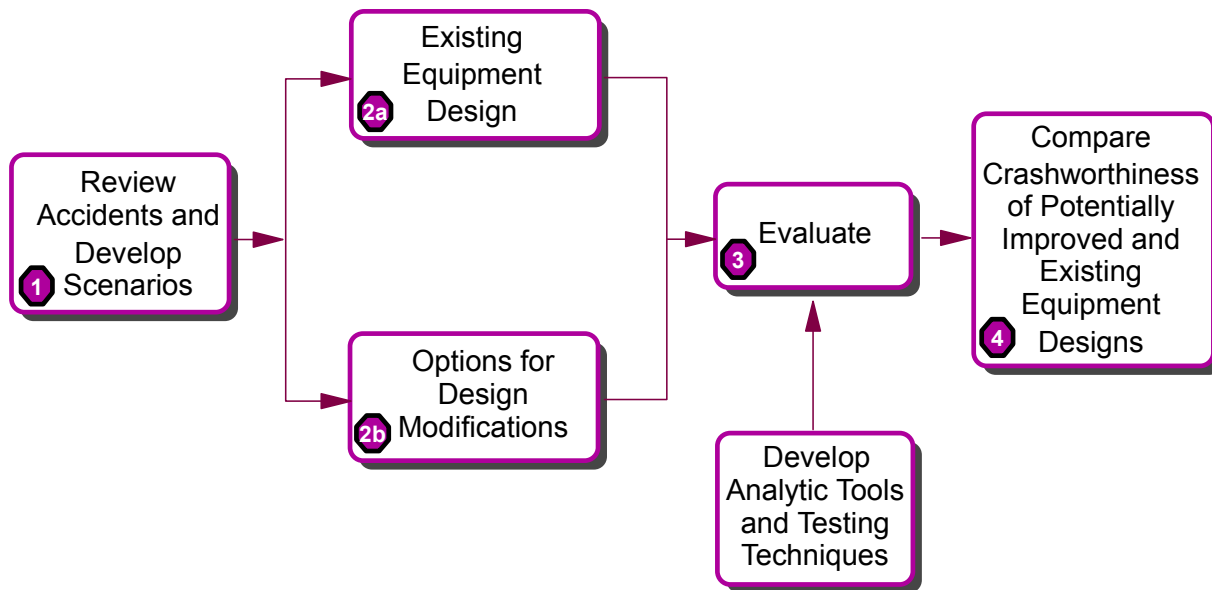 Review
Accidents and
Develop
Scenarios
1
Existing
Equipment
Design
2a
Options for
Design
Modifications
2b
Evaluate
3
Develop
Analytic Tools
and Testing
Techniques
Compare
Crashworthiness
of Potentially
Improved and
Existing
Equipment
Designs
4